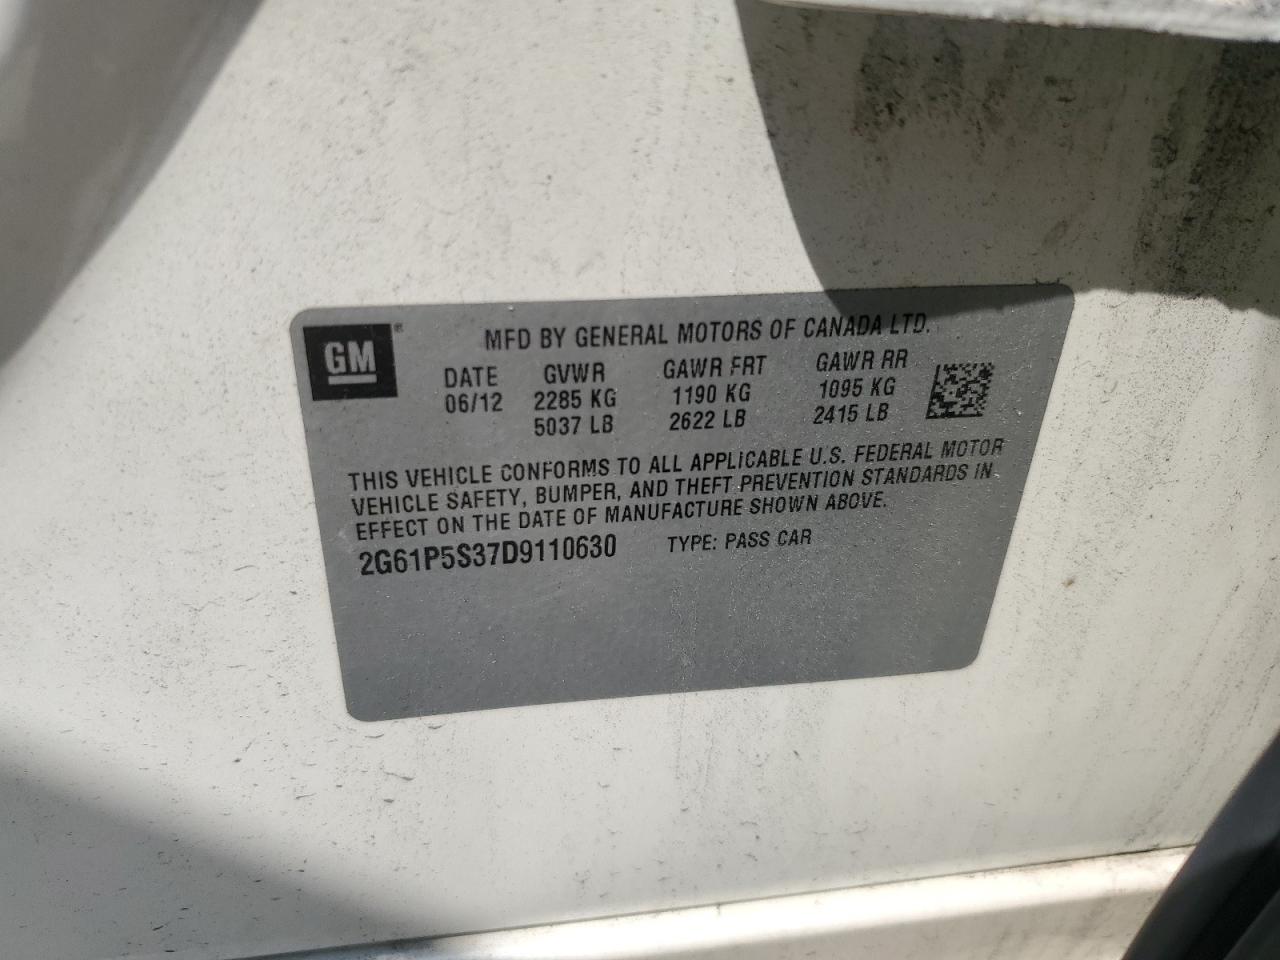 GM®
MFD BY GENERAL MOTORS OF CANADA LTD.
DATE GVWR GAWR FRT GAWR RR
06/12 2285 KG 1190 KG 1095 KG
5037 LB 2622 LB 2415 LB
THIS VEHICLE CONFORMS TO ALL APPLICABLE U.S. FEDERAL MOTOR
VEHICLE SAFETY, BUMPER, AND THEFT PREVENTION STANDARDS IN
EFFECT ON THE DATE OF MANUFACTURE SHOWN ABOVE.
2G61P5S37D9110630 TYPE: PASS CAR